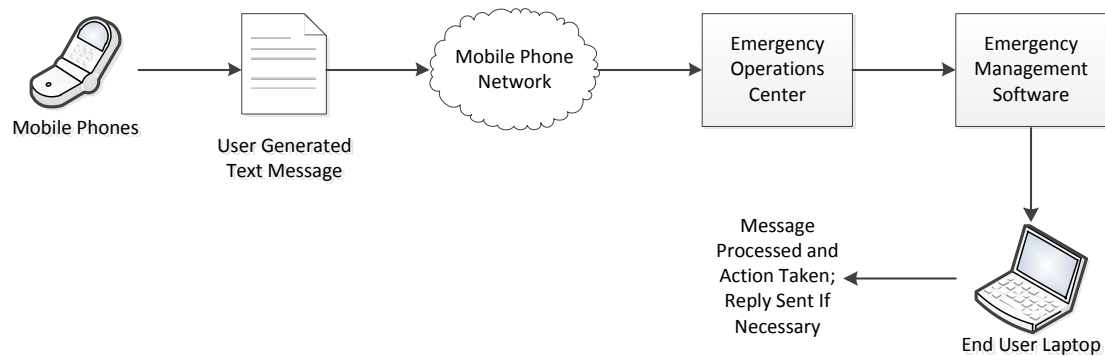 Mobile Phones
User Generated
Text Message
Mobile Phone
Network
Emergency
Operations
Center
Emergency
Management
Software
End User Laptop
Message
Processed and
Action Taken;
Reply Sent If
Necessary